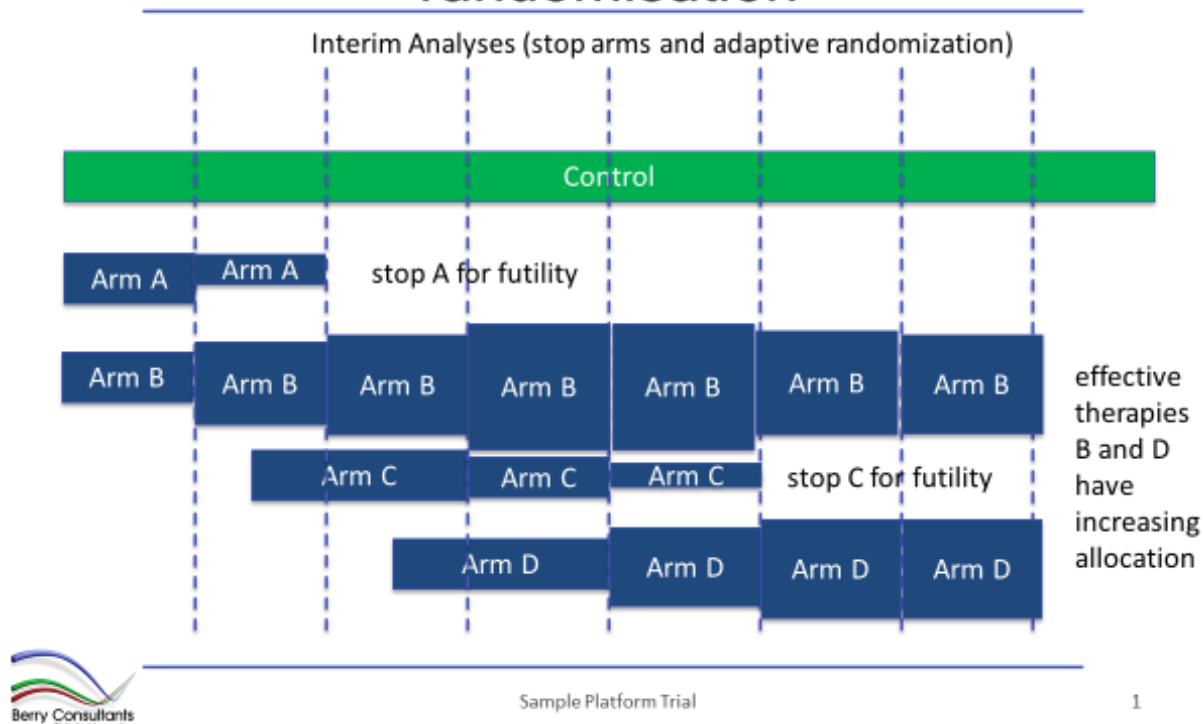 randomisation
Interim Analyses (stop arms and adaptive randomization)
Control
Arm A
Arm A
stop A for futility
Arm B
Arm B
Arm B
Arm B
Arm B
Arm B
Arm B
effective
therapies
B and D
have
increasing
allocation
Arm C
Arm C
Arm C
stop C for futility
Arm D
Arm D
Arm D
Arm D
Berry Consultants
Sample Platform Trial
1